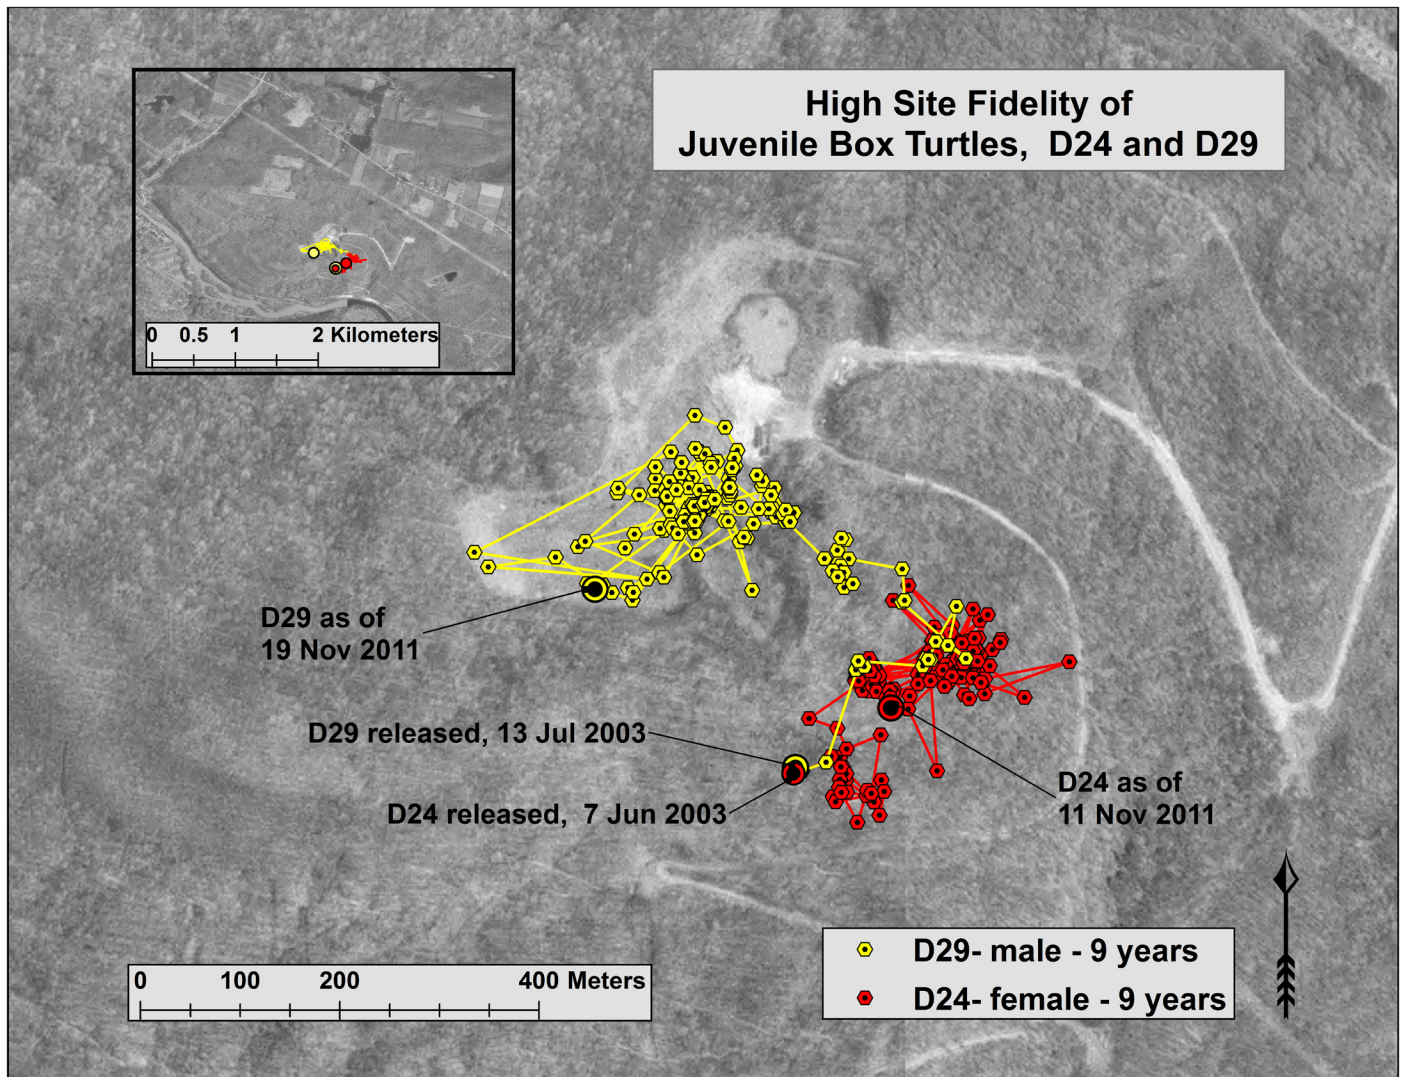 High Site Fidelity of
Juvenile Box Turtles, D24 and D29
0 0.5 1 2 Kilometers
D29 as of
19 Nov 2011
D29 released, 13 Jul 2003
D24 released, 7 Jun 2003
D24 as of
11 Nov 2011
D29- male - 9 years
D24- female - 9 years
0 100 200 400 Meters